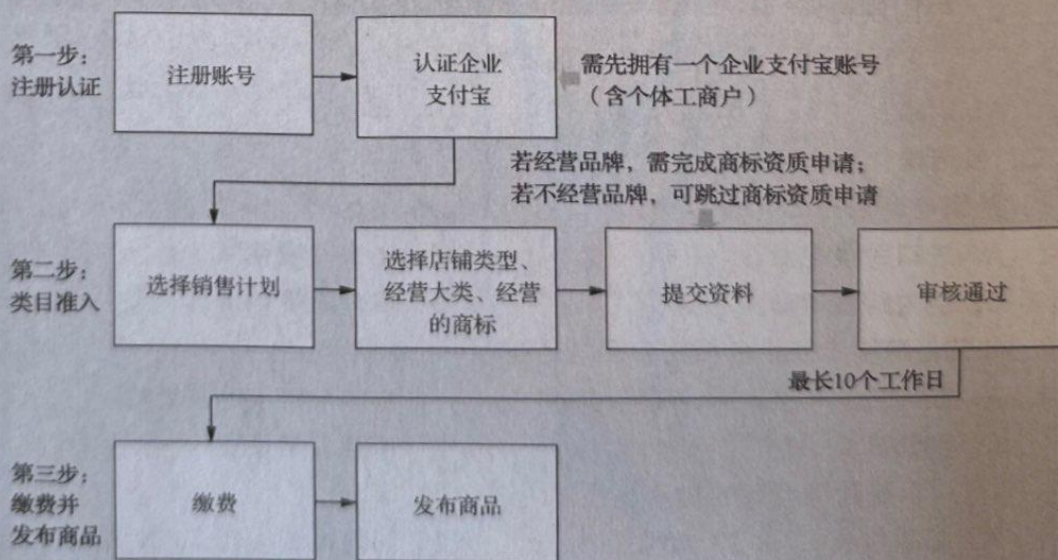 第一步：
注册认证
注册账号
认证企业
支付宝
需先拥有一个企业支付宝账号
（含个体工商户）
若经营品牌，需完成商标资质申请；
若不经营品牌，可跳过商标资质申请
第二步：
类目准入
选择销售计划
选择店铺类型、
经营大类、经营
的商标
提交资料
审核通过
最长10个工作日
第三步：
缴费并
发布商品
缴费
发布商品